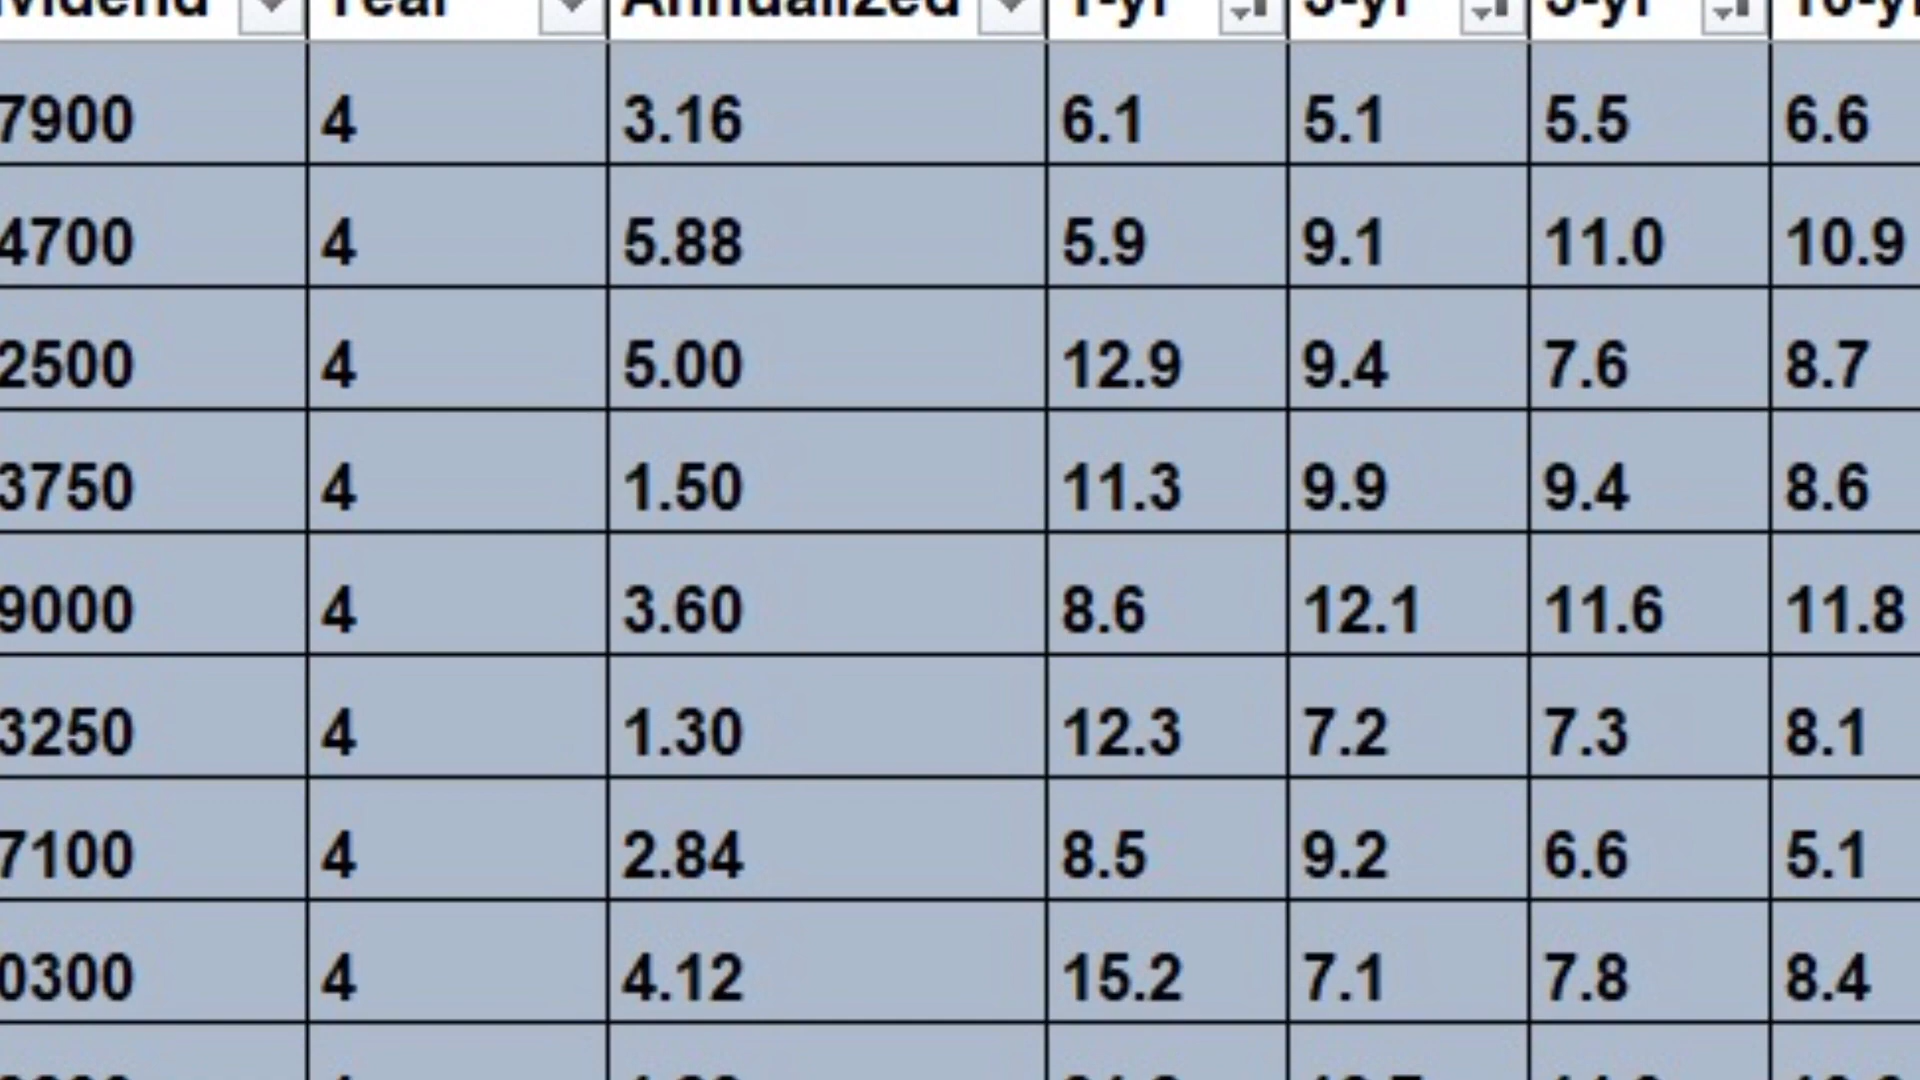 Year Annualized 1-yr 3-yr 5-yr
7900 4 3.16 6.1 5.1 5.5 6.6
4700 4 5.88 5.9 9.1 11.0 10.9
2500 4 5.00 12.9 9.4 7.6 8.7
3750 4 1.50 11.3 9.9 9.4 8.6
9000 4 3.60 8.6 12.1 11.6 11.8
3250 4 1.30 12.3 7.2 7.3 8.1
7100 4 2.84 8.5 9.2 6.6 5.1
0300 4 4.12 15.2 7.1 7.8 8.4